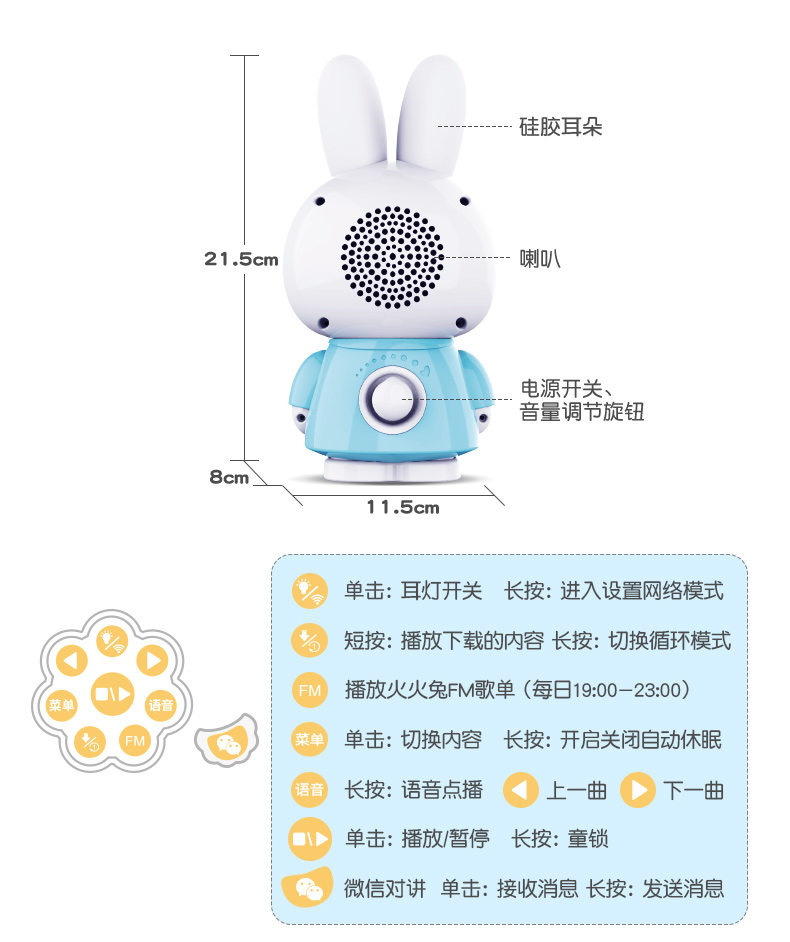 硅胶耳朵
喇叭
21.5cm
电源开关、
音量调节旋钮
8cm
11.5cm
单击: 耳灯开关 长按: 进入设置网络模式
短按: 播放下载的内容 长按: 切换循环模式
FM 播放火火兔FM歌单（每日19:00-23:00）
菜单 单击: 切换内容 长按: 开启关闭自动休眠
语音 长按: 语音点播 上一曲 下一曲
单击: 播放/暂停 长按: 童锁
微信对讲 单击: 接收消息 长按: 发送消息
菜单
语音
FM